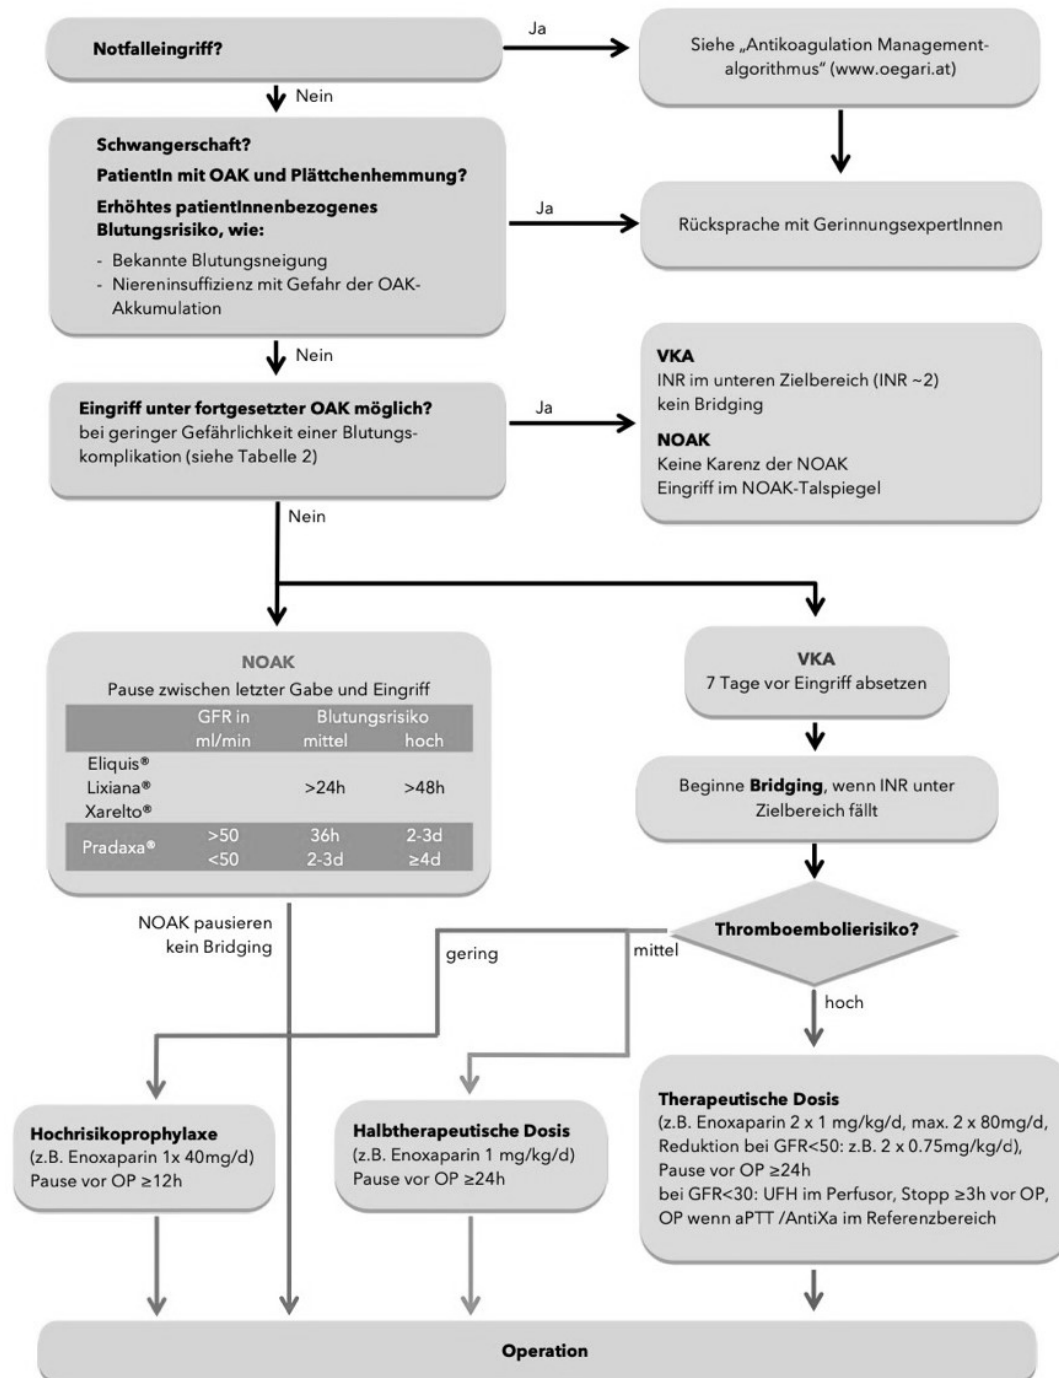 Notfalleingriff?
Ja
Siehe „Antikoagulation Management-
algorithmus“ (www.oegari.at)
Nein
Schwangerschaft?
PatientIn mit OAK und Plättchenhemmung?
Erhöhtes patientInnenbezogenes
Blutungsrisiko, wie:
- Bekannte Blutungsneigung
- Niereninsuffizienz mit Gefahr der OAK-
Akkumulation
Ja
Rücksprache mit GerinnungsexpertInnen
Nein
Eingriff unter fortgesetzter OAK möglich?
bei geringer Gefährlichkeit einer Blutungs-
komplikation (siehe Tabelle 2)
Ja
VKA
INR im unteren Zielbereich (INR ~2)
kein Bridging
NOAK
Keine Karenz der NOAK
Eingriff im NOAK-Talspiegel
Nein
NOAK
Pause zwischen letzter Gabe und Eingriff
GFR in Blutungsrisiko
ml/min mittel hoch
Eliquis®
Lixiana® >24h >48h
Xarelto®
Pradaxa® >50 36h 2-3d
<50 2-3d ≥4d
VKA
7 Tage vor Eingriff absetzen
Beginne Bridging, wenn INR unter
Zielbereich fällt
NOAK pausieren
kein Bridging
Thromboembolierisiko?
gering
mittel
hoch
Hochrisikoprophylaxe
(z.B. Enoxaparin 1x 40mg/d)
Pause vor OP ≥12h
Halbtherapeutische Dosis
(z.B. Enoxaparin 1 mg/kg/d)
Pause vor OP ≥24h
Therapeutische Dosis
(z.B. Enoxaparin 2 x 1 mg/kg/d, max. 2 x 80mg/d,
Reduktion bei GFR<50: z.B. 2 x 0.75mg/kg/d),
Pause vor OP ≥24h
bei GFR<30: UFH im Perfusor, Stopp ≥3h vor OP,
OP wenn aPTT /AntiXa im Referenzbereich
Operation